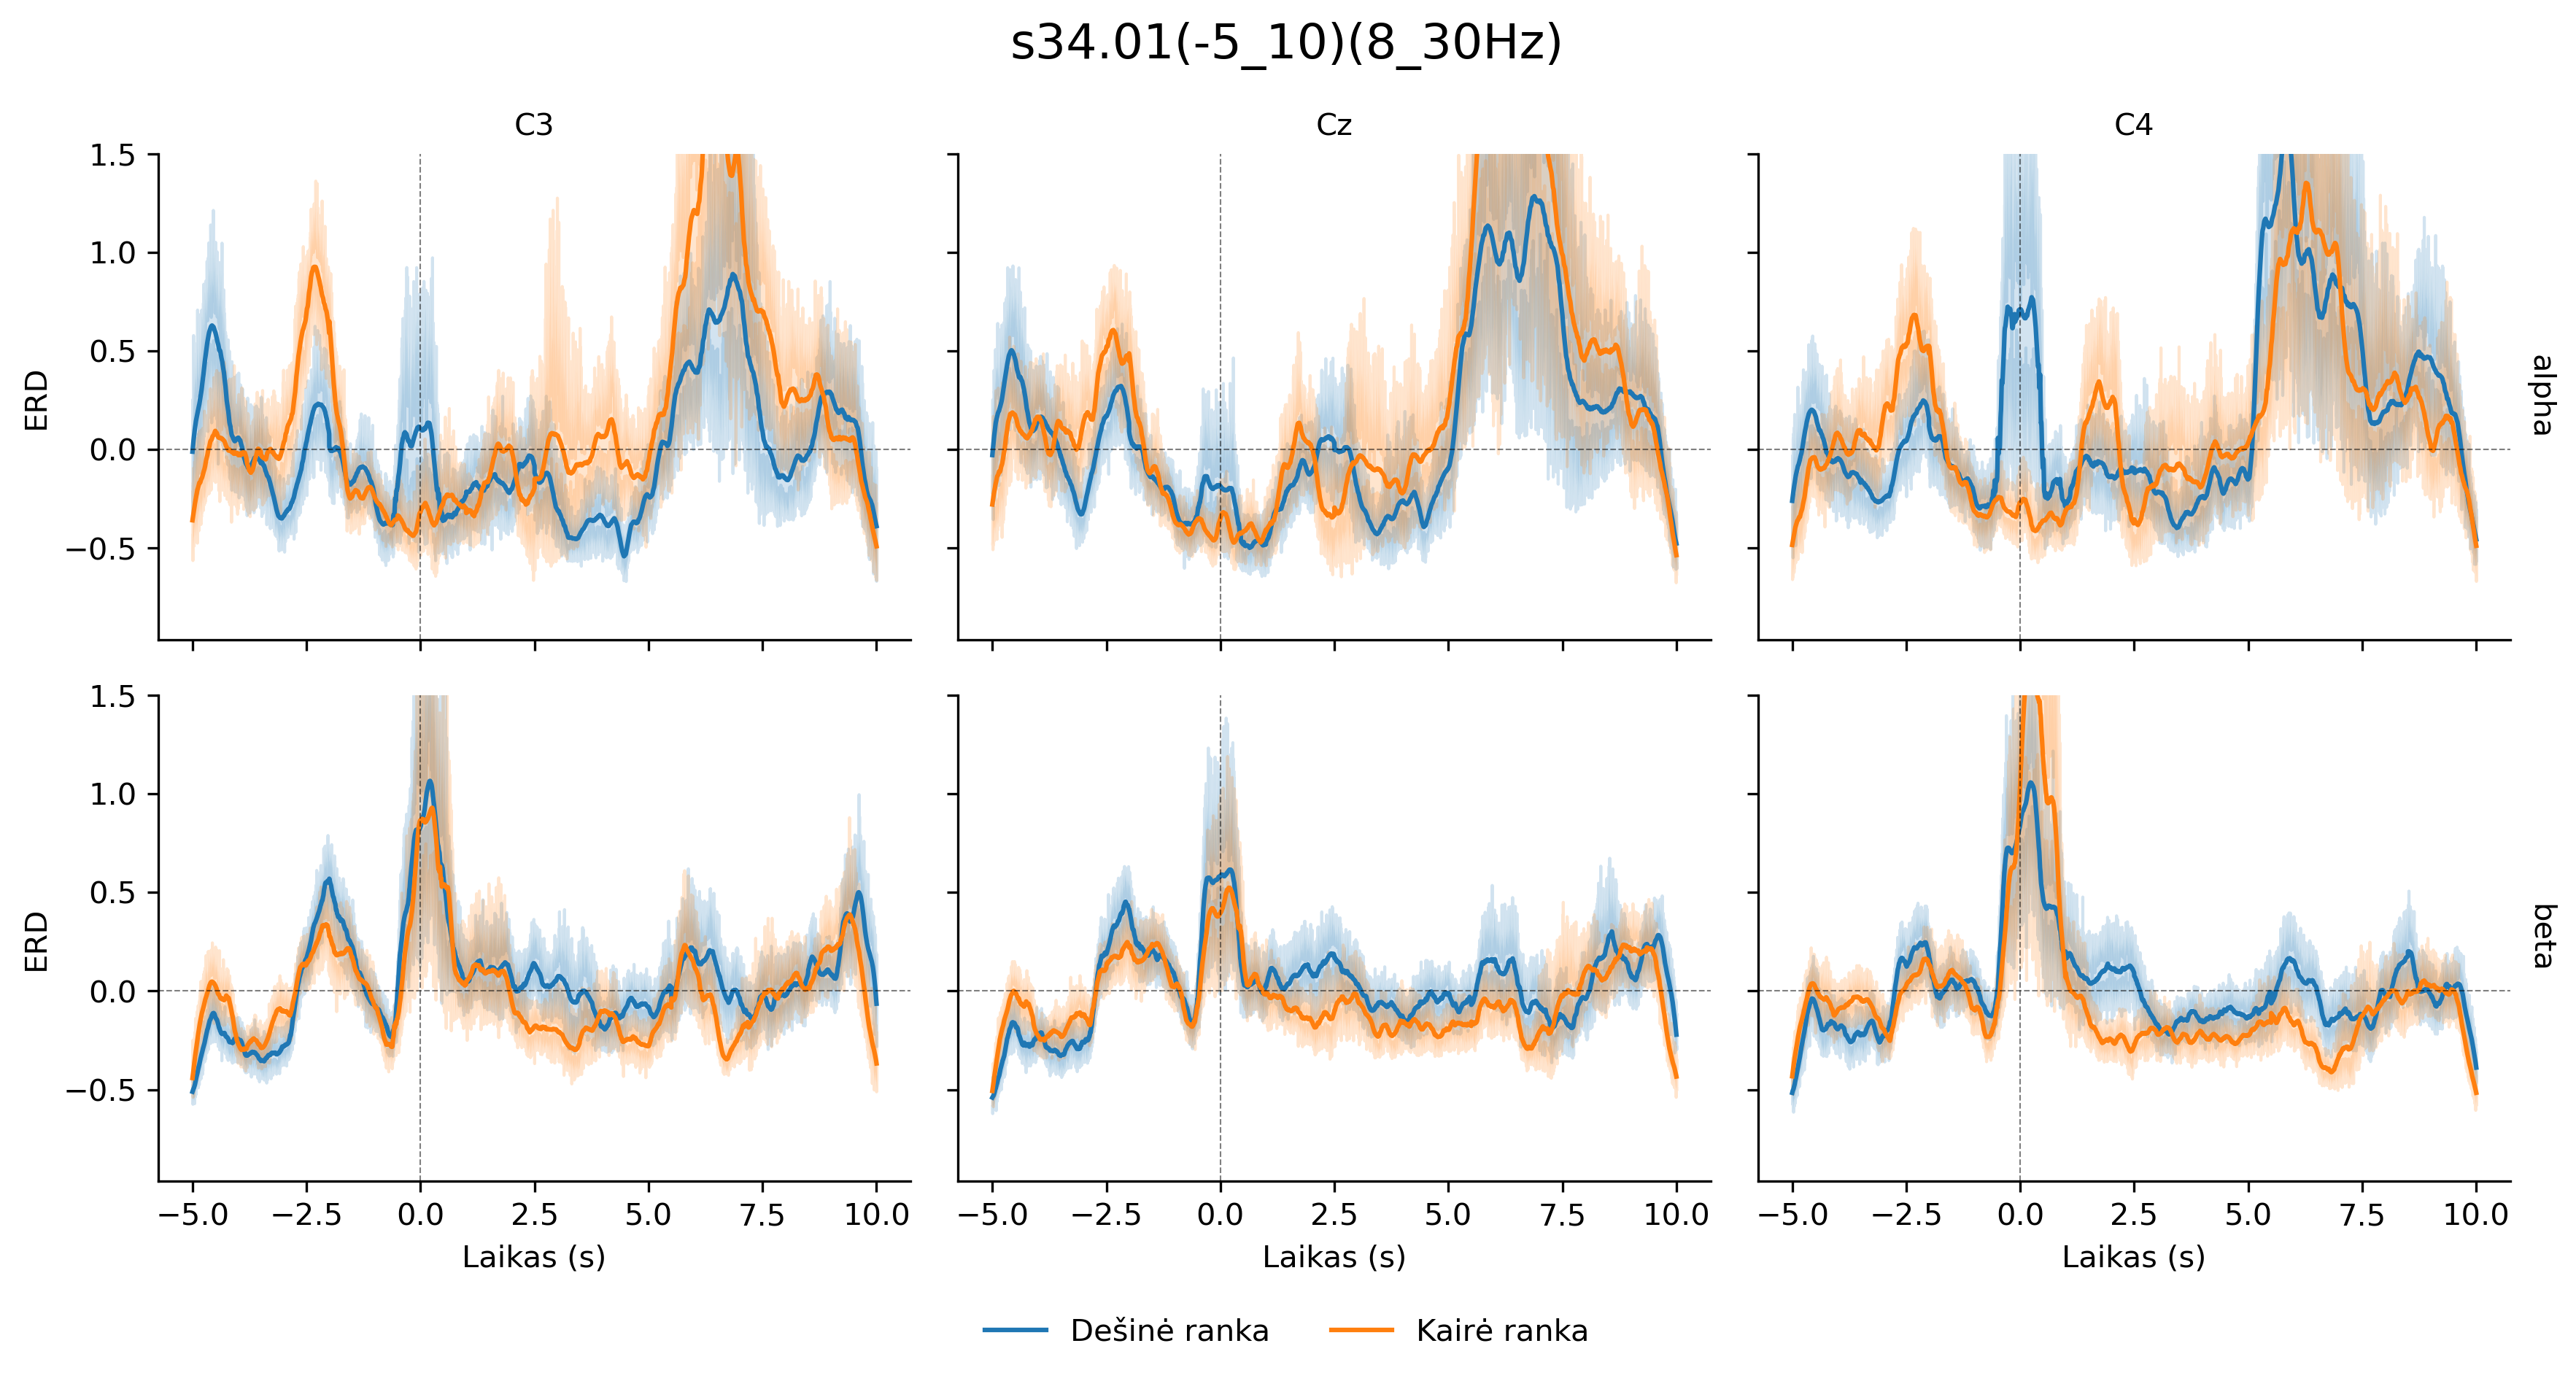 s34.01(-5_10)(8_30Hz)
C3 Cz C4
1.5
1.0
0.5
0.0
−0.5
ERD
alpha
1.5
1.0
0.5
0.0
−0.5
ERD
beta
−5.0 −2.5 0.0 2.5 5.0 7.5 10.0 −5.0 −2.5 0.0 2.5 5.0 7.5 10.0 −5.0 −2.5 0.0 2.5 5.0 7.5 10.0
Laikas (s) Laikas (s) Laikas (s)
Dešinė ranka Kairė ranka